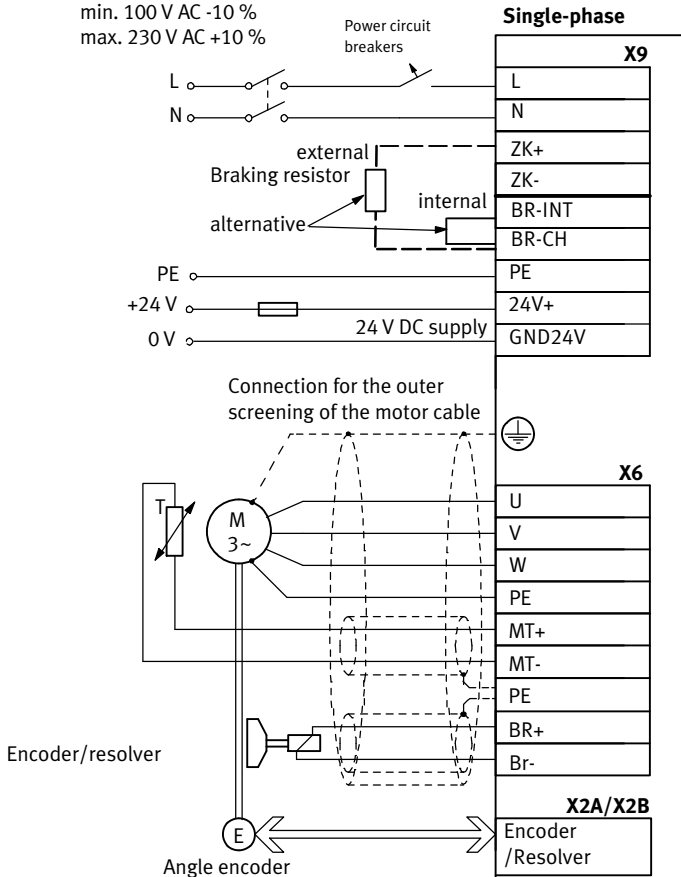 min. 100 V AC -10 %
max. 230 V AC +10 %
Power circuit
breakers
Single-phase
X9
L
L
N
N
external
ZK+
Braking resistor
ZK-
internal
BR-INT
alternative
BR-CH
PE
PE
+24 V
24V+
0 V
24 V DC supply
GND24V
Connection for the outer
screening of the motor cable
X6
T
M
3~
U
V
W
PE
MT+
MT-
PE
BR+
Encoder/resolver
Br-
X2A/X2B
E
Encoder
/Resolver
Angle encoder